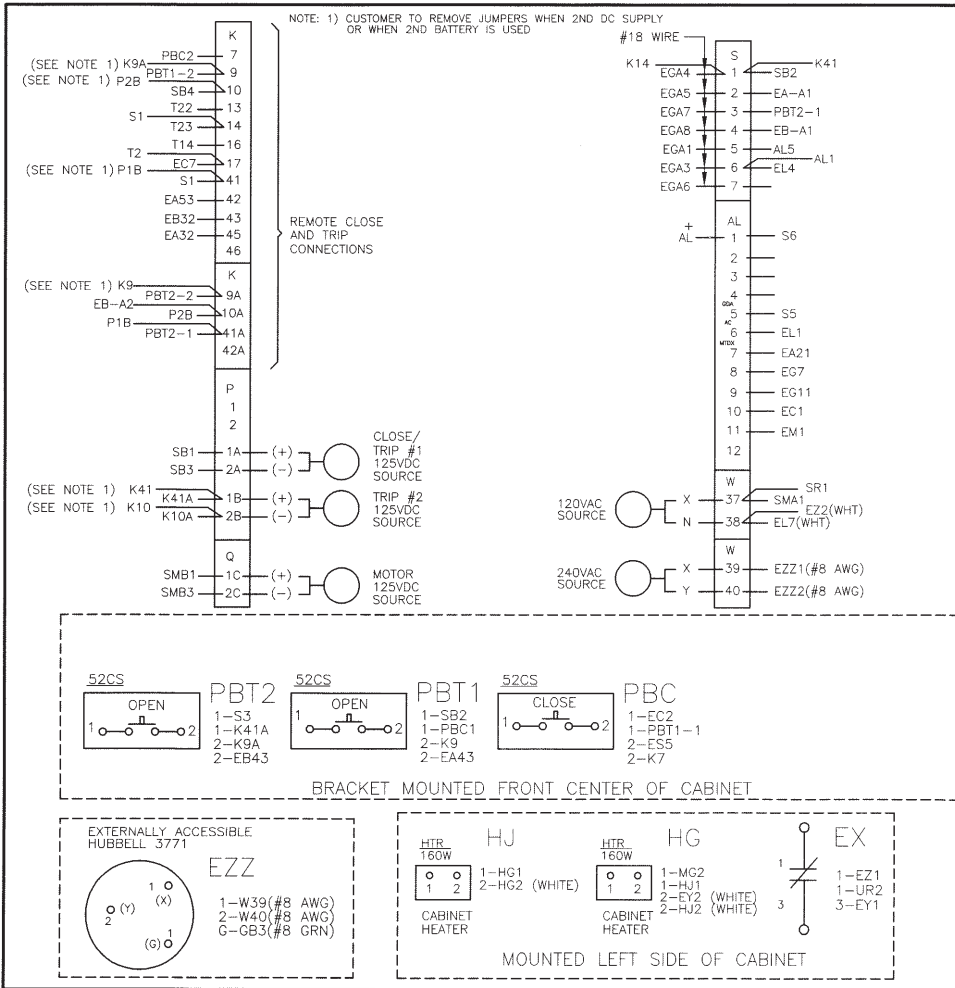 NOTE: 1) CUSTOMER TO REMOVE JUMPERS WHEN 2ND DC SUPPLY
OR WHEN 2ND BATTERY IS USED
K
PBC2 7
(SEE NOTE 1) K9A
PBT1-2 9
(SEE NOTE 1) P2B
SB4 10
T22 13
S1
T23 14
T14 16
T2
EC7 17
(SEE NOTE 1) P1B
S1 41
EA53 42
EB32 43
EA32 45
46
REMOTE CLOSE
AND TRIP
CONNECTIONS
K
(SEE NOTE 1) K9
PBT2-2 9A
EB-A2
P2B 10A
P1B
PBT2-1 41A
42A
P
1
2
SB1 1A (+)
SB3 2A (-)
CLOSE/
TRIP #1
125VDC
SOURCE
(SEE NOTE 1) K41
K41A 1B (+)
(SEE NOTE 1) K10
K10A 2B (-)
TRIP #2
125VDC
SOURCE
Q
SMB1 1C (+)
SMB3 2C (-)
MOTOR
125VDC
SOURCE
#18 WIRE
S
K14 K41
EGA4 1 SB2
EGA5 2 EA-A1
EGA7 3 PBT2-1
EGA8 4 EB-A1
EGA1 5 AL5
AL1
EGA3 6 EL4
EGA6 7
AL
+
AL 1 S6
2
3
4
GDA
5 S5
AC
6 EL1
MTDX
7 EA21
8 EG7
9 EG11
10 EC1
11 EM1
12
W
SR1
120VAC
SOURCE
X 37 SMA1
EZ2(WHT)
N 38 EL7(WHT)
W
240VAC
SOURCE
X 39 EZZ1(#8 AWG)
Y 40 EZZ2(#8 AWG)
52CS
OPEN
1 2
PBT2
1-S3
1-K41A
2-K9A
2-EB43
52CS
OPEN
1 2
PBT1
1-SB2
1-PBC1
2-K9
2-EA43
52CS
CLOSE
1 2
PBC
1-EC2
1-PBT1-1
2-ES5
2-K7
BRACKET MOUNTED FRONT CENTER OF CABINET
EXTERNALLY ACCESSIBLE
HUBBELL 3771
EZZ
1
(X)
(Y)
2
1
(G)
1-W39(#8 AWG)
2-W40(#8 AWG)
G-GB3(#8 GRN)
HJ
HTR
160W
1 2
1-HG1
2-HG2 (WHITE)
CABINET
HEATER
HG
HTR
160W
1 2
1-MG2
1-HJ1
2-EY2 (WHITE)
2-HJ2 (WHITE)
CABINET
HEATER
EX
1
3
1-EZ1
1-UR2
3-EY1
MOUNTED LEFT SIDE OF CABINET